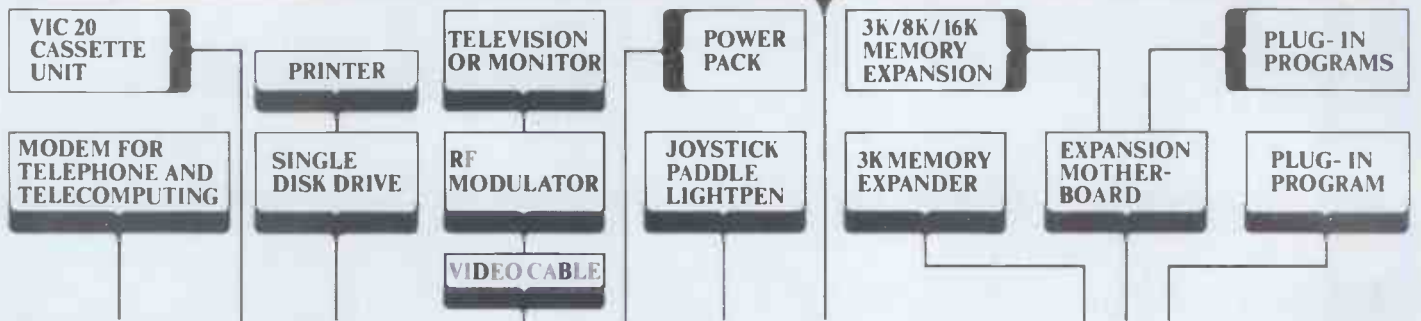 VIC 20
CASSETTE
UNIT
PRINTER
TELEVISION
OR MONITOR
POWER
PACK
3K/8K/16K
MEMORY
EXPANSION
PLUG- IN
PROGRAMS
MODEM FOR
TELEPHONE AND
TELECOMPUTING
SINGLE
DISK DRIVE
RF
MODULATOR
JOYSTICK
PADDLE
LIGHTPEN
3K MEMORY
EXPANDER
EXPANSION
MOTHER-
BOARD
PLUG- IN
PROGRAM
VIDEO CABLE